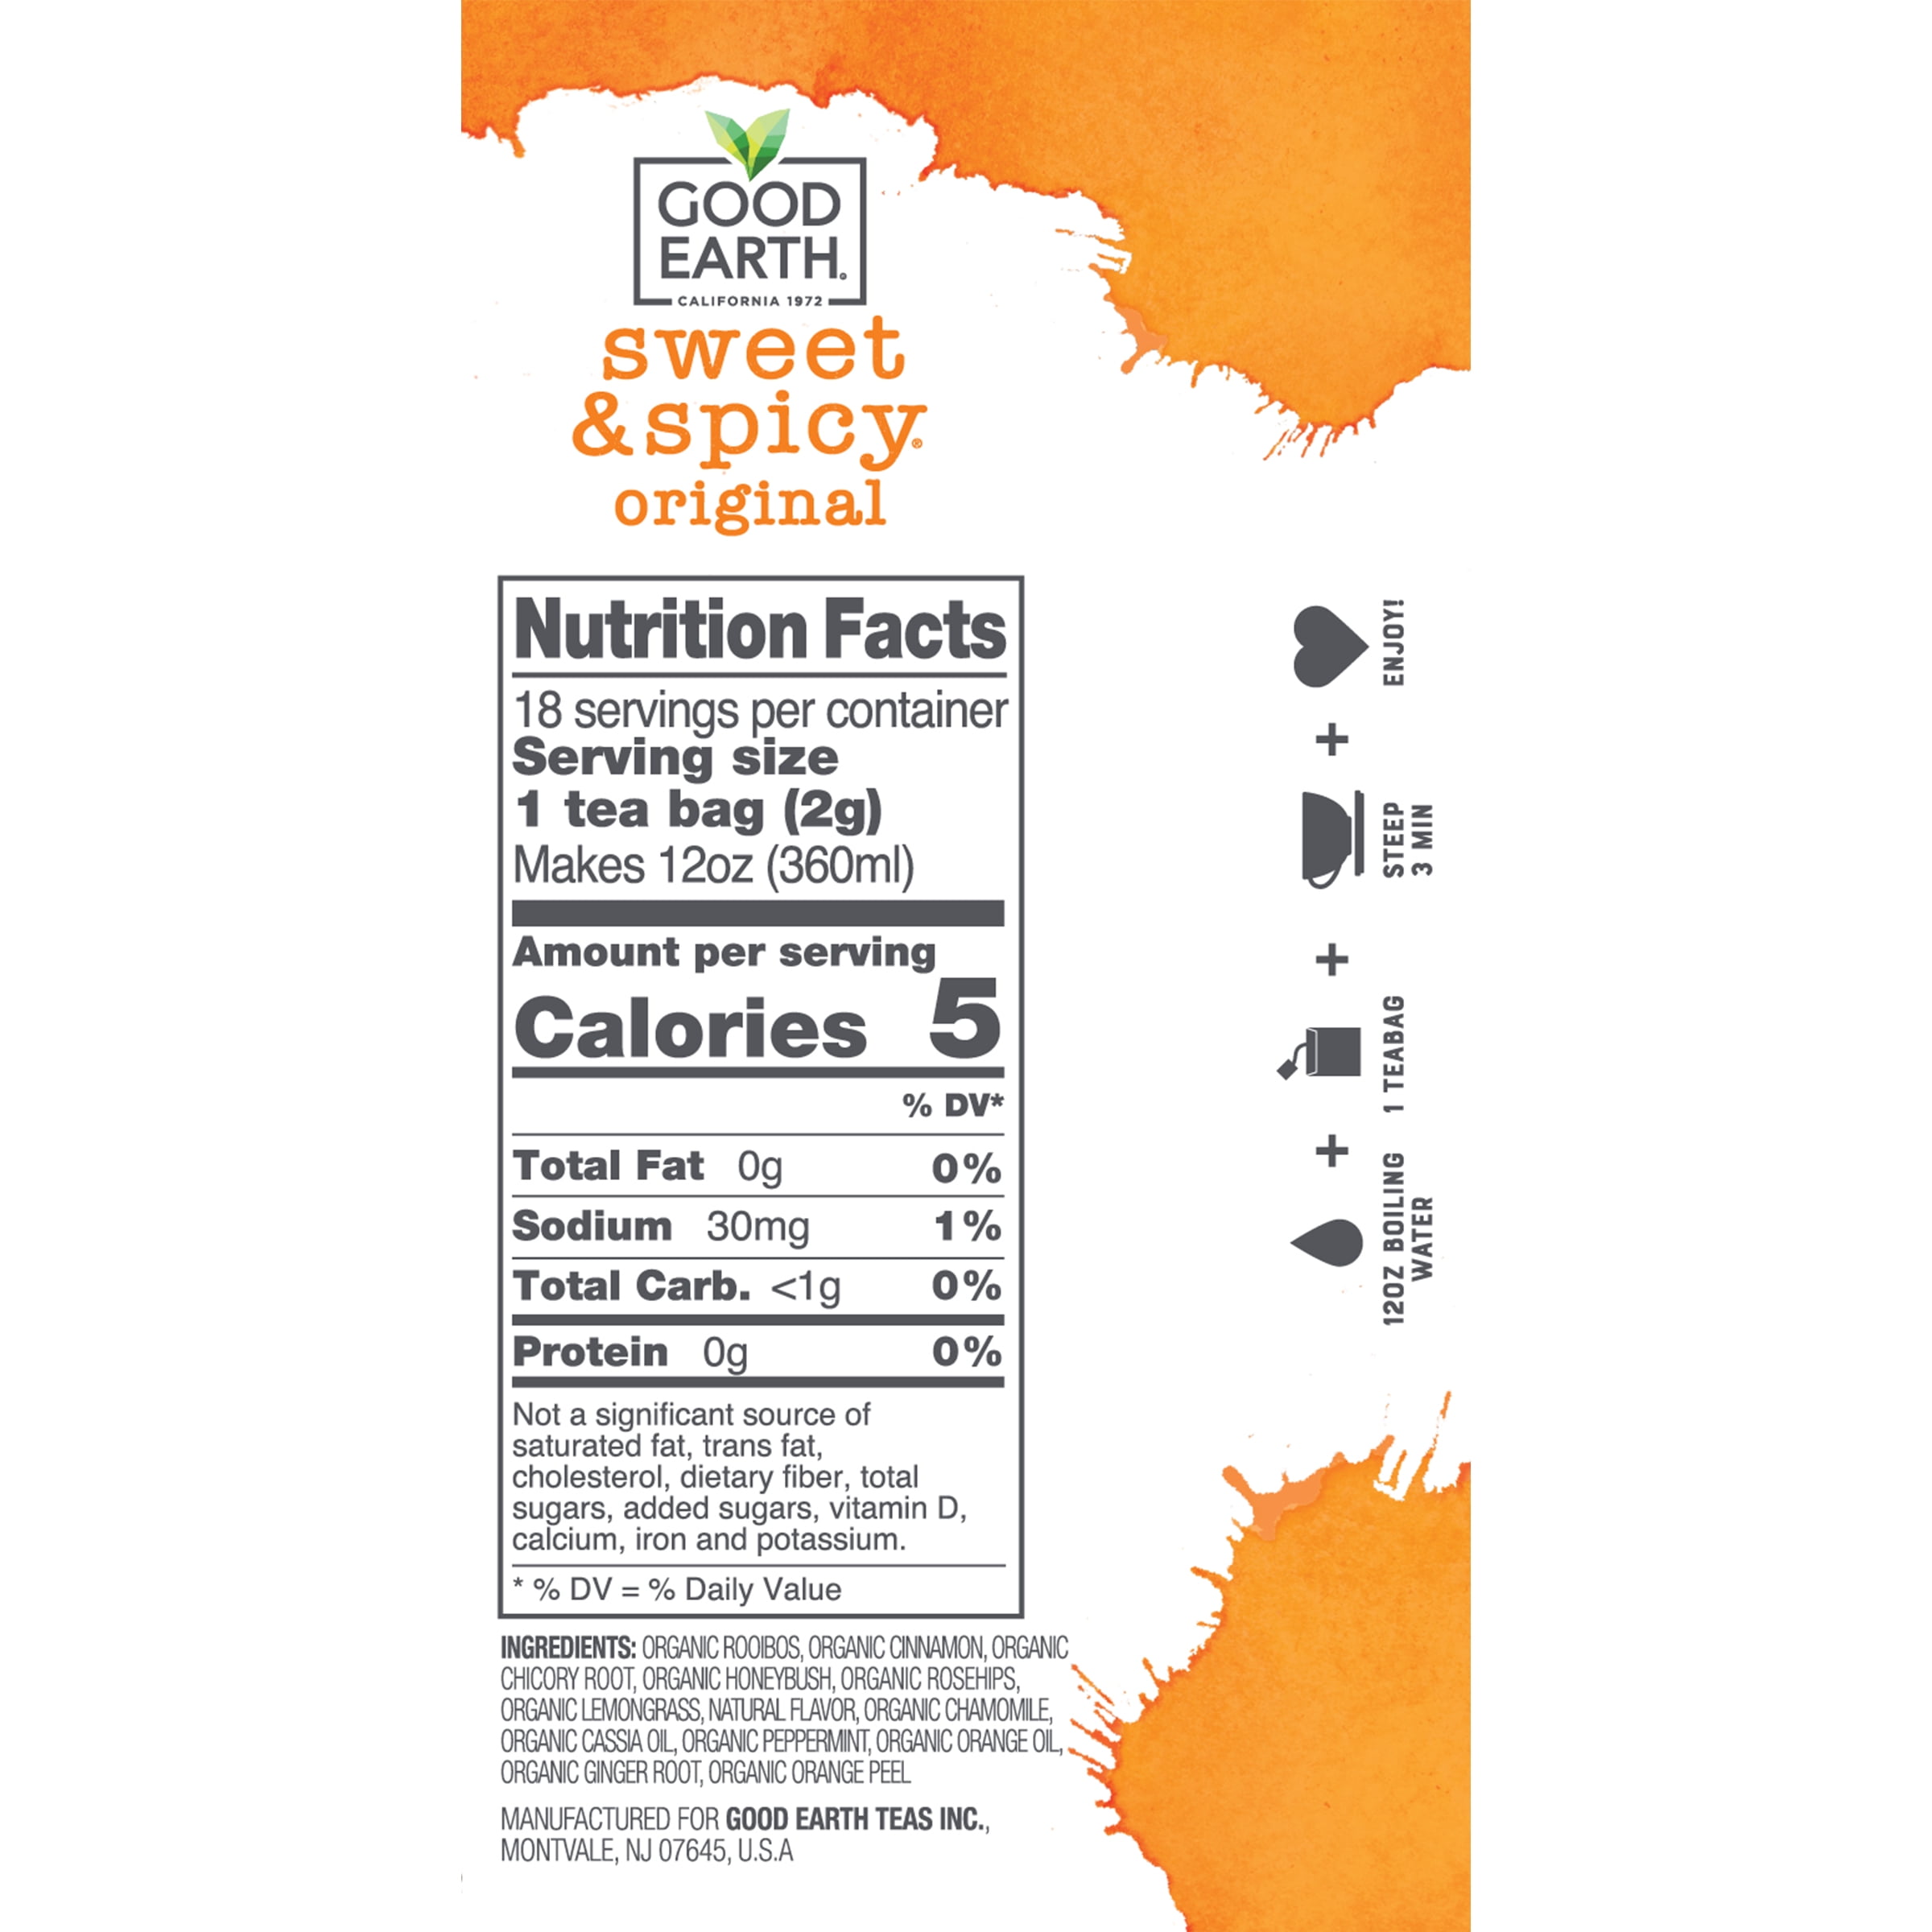 GOOD
EARTH®
CALIFORNIA 1972
sweet
&spicy®
original
Nutrition Facts
18 servings per container
Serving size
1 tea bag (2g)
Makes 12oz (360ml)
Amount per serving
Calories 5
% DV*
Total Fat 0g 0%
Sodium 30mg 1%
Total Carb. <1g 0%
Protein 0g 0%
Not a significant source of
saturated fat, trans fat,
cholesterol, dietary fiber, total
sugars, added sugars, vitamin D,
calcium, iron and potassium.
* % DV = % Daily Value
INGREDIENTS: ORGANIC ROOIBOS, ORGANIC CINNAMON, ORGANIC
CHICORY ROOT, ORGANIC HONEYBUSH, ORGANIC ROSEHIPS,
ORGANIC LEMONGRASS, NATURAL FLAVOR, ORGANIC CHAMOMILE,
ORGANIC CASSIA OIL, ORGANIC PEPPERMINT, ORGANIC ORANGE OIL,
ORGANIC GINGER ROOT, ORGANIC ORANGE PEEL
MANUFACTURED FOR GOOD EARTH TEAS INC.,
MONTVALE, NJ 07645, U.S.A
12OZ BOILING
WATER
+
1 TEABAG
+
STEEP
3 MIN
+
ENJOY!